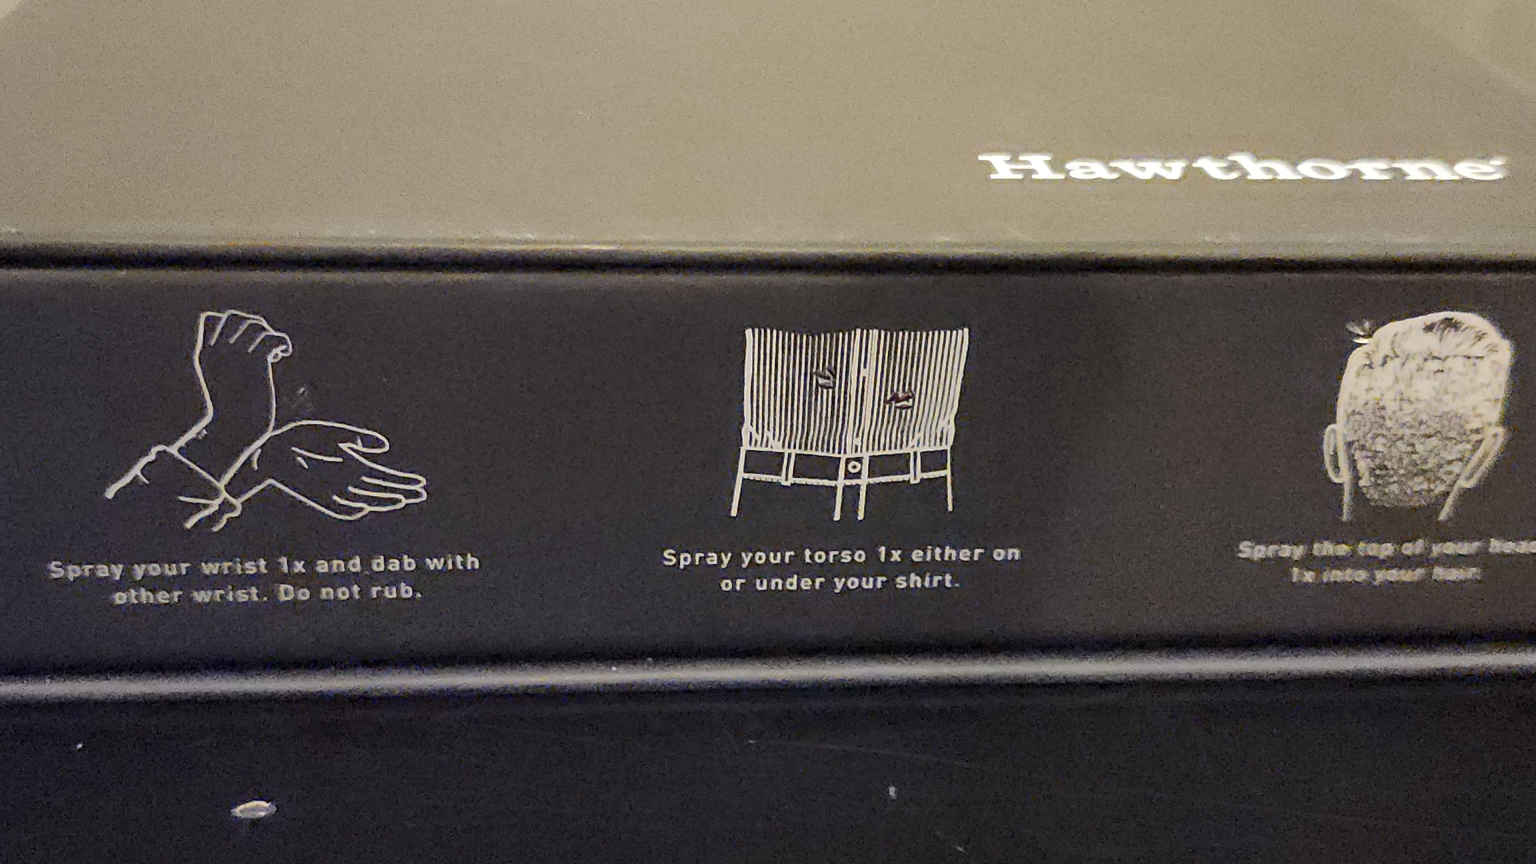 Hawthorne
Spray your wrist 1x and dab with
other wrist. Do not rub.
Spray your torso 1x either on
or under your shirt.
Spray the top of your
1x into your hair.